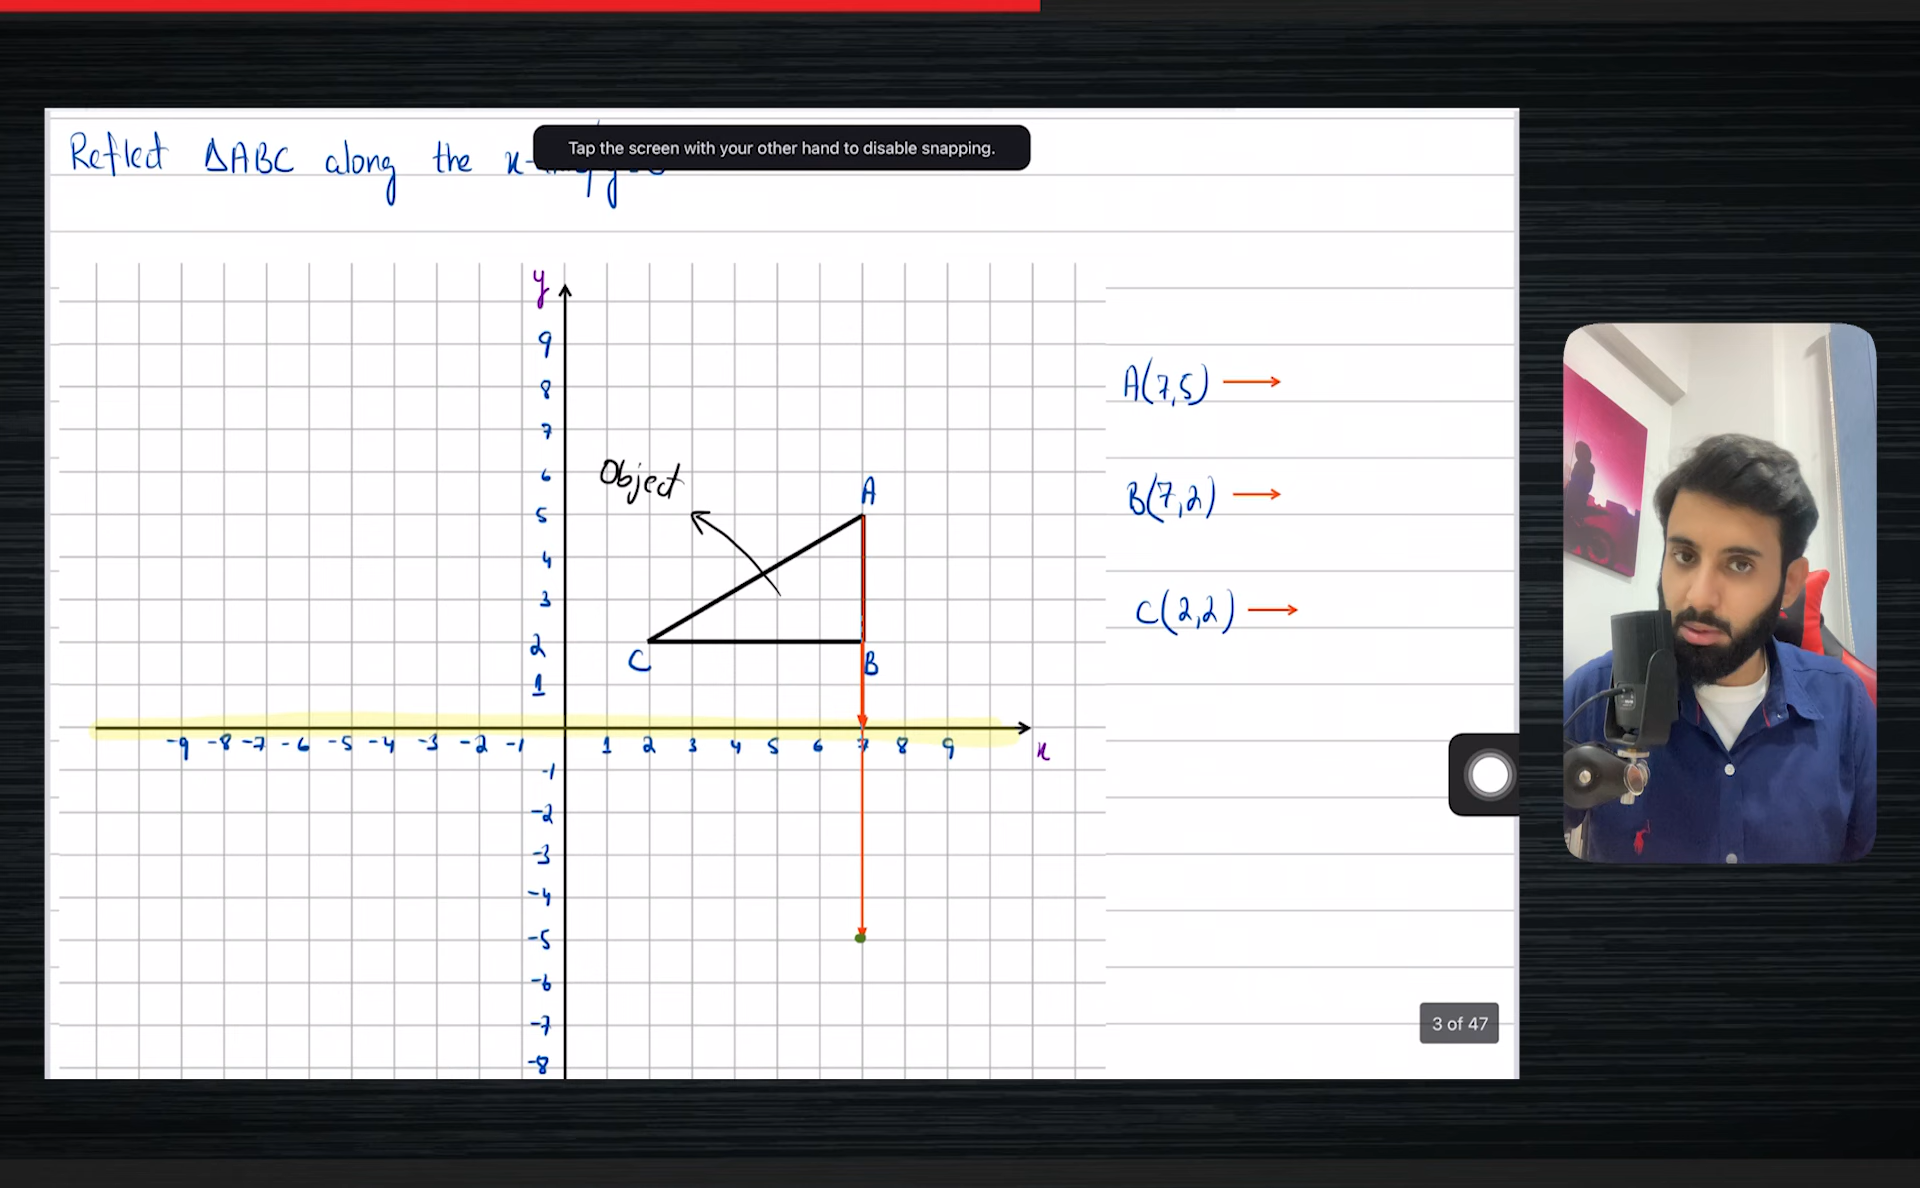 Tap the screen with your other hand to disable snapping.
Reflect ΔABC along the x-
y
9
8
7
6
5
4
3
2
1
Object
A
C
B
A(7,5) →
B(7,2) →
C(2,2) →
-9 -8 -7 -6 -5 -4 -3 -2 -1 1 2 3 4 5 6 7 8 9
x
-1
-2
-3
-4
-5
-6
-7
-8
3 of 47